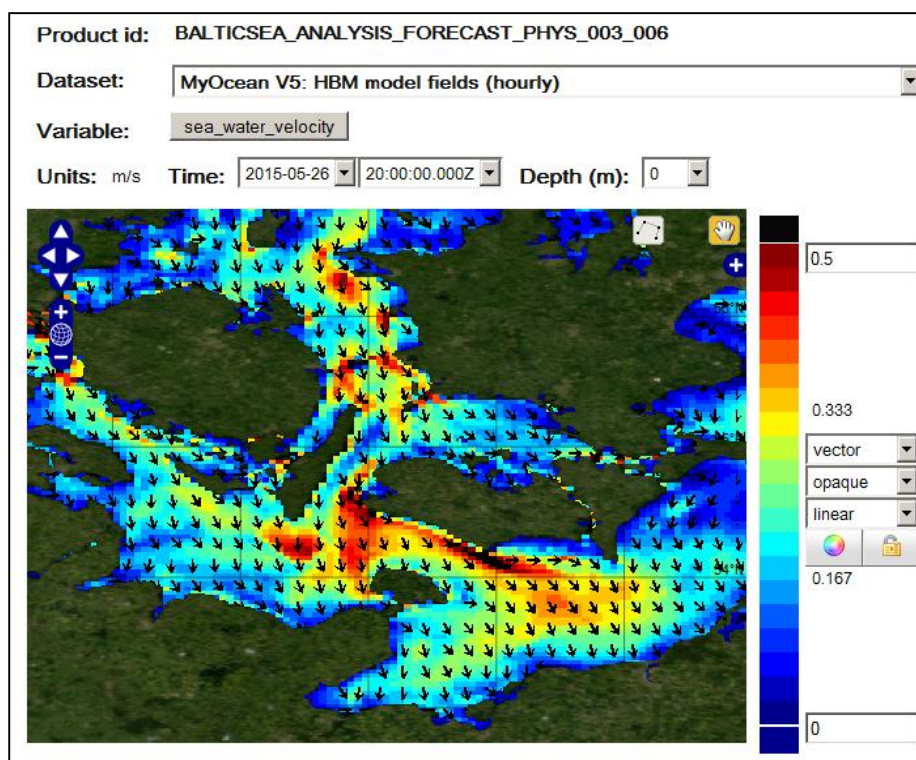 Product id: BALTICSEA_ANALYSIS_FORECAST_PHYS_003_006
Dataset: MyOcean V5: HBM model fields (hourly)
Variable: sea_water_velocity
Units: m/s Time: 2015-05-26 20:00:00.000Z Depth (m): 0
0.5
0.333
vector
opaque
linear
54°N
0.167
0